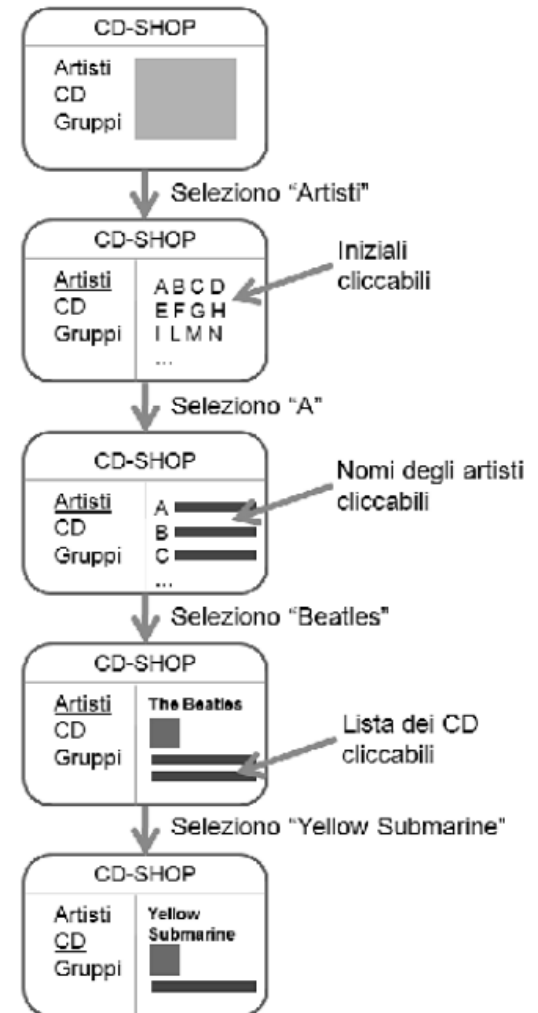 CD-SHOP
Artisti
CD
Gruppi
Seleziono "Artisti"
CD-SHOP
Artisti
CD
Gruppi
A B C D
E F G H
I L M N
...
Iniziali
cliccabili
Seleziono "A"
CD-SHOP
Artisti
CD
Gruppi
A
B
C
...
Nomi degli artisti
cliccabili
Seleziono "Beatles"
CD-SHOP
Artisti
CD
Gruppi
The Beatles
Lista dei CD
cliccabili
Seleziono "Yellow Submarine"
CD-SHOP
Artisti
CD
Gruppi
Yellow
Submarine